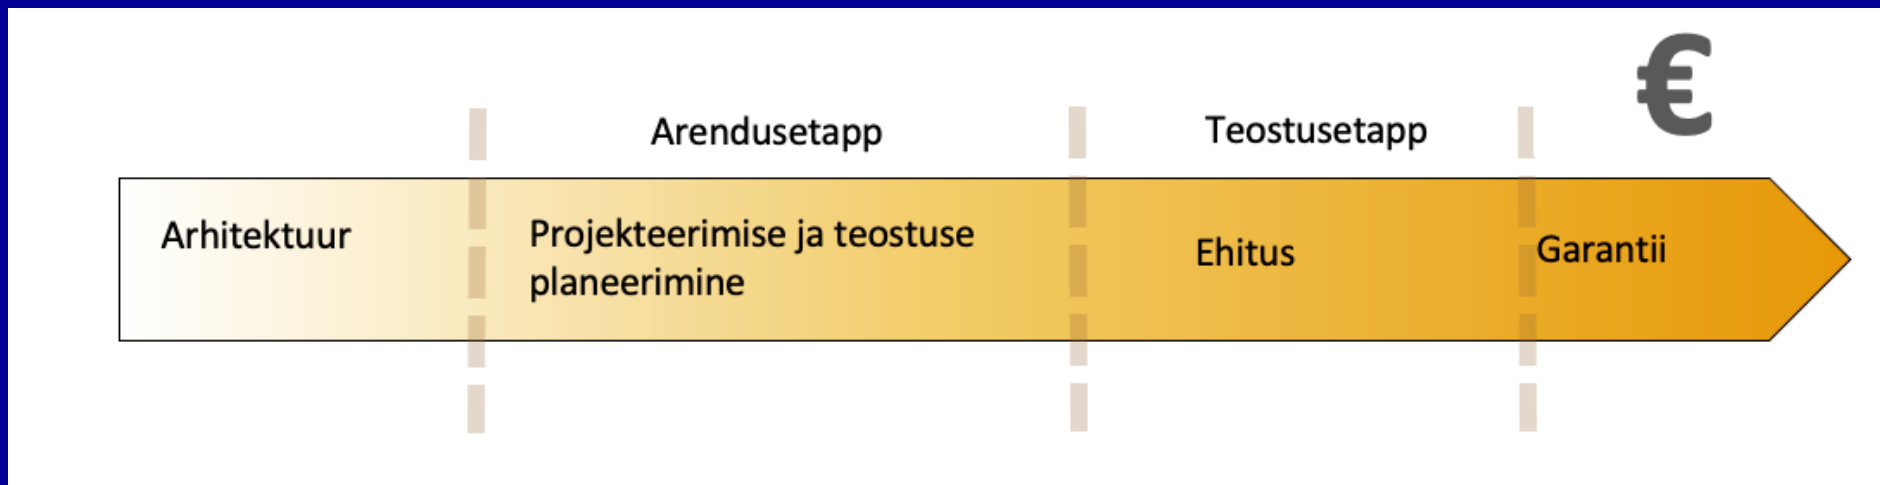 €
Arendusetapp
Teostusetapp
Arhitektuur
Projekteerimise ja teostuse
planeerimine
Ehitus
Garantii